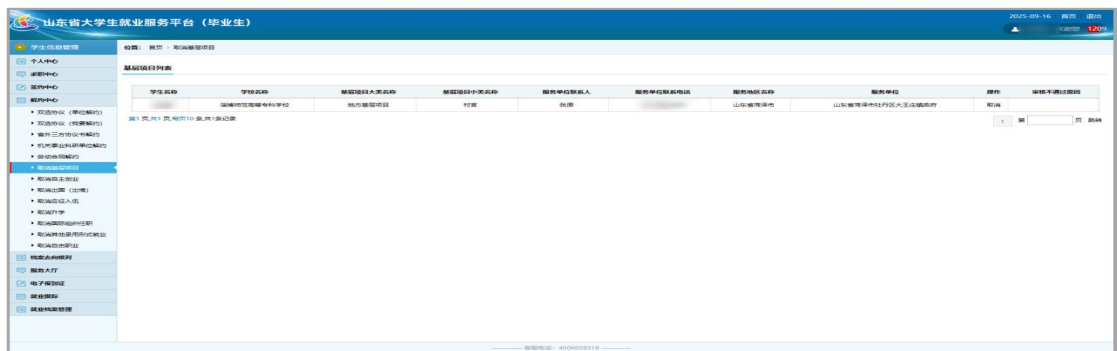 山东省大学生就业服务平台（毕业生）
2025-09-16 首页 退出
1209
学生信息管理
位置： 首页 > 取消基层项目
个人中心
求职中心
签约中心
解约中心
双选协议（单位解约）
双选协议（我要解约）
省外三方协议书解约
机关事业科研单位解约
劳动合同解约
取消基层项目
取消自主创业
取消出国（出境）
取消应征入伍
取消升学
取消国际组织任职
取消其他录用形式就业
取消自由职业
档案去向核对
服务大厅
电子报到证
就业跟踪
就业档案管理
基层项目列表
学生名称 学校名称 基层项目大类名称 基层项目小类名称 服务单位联系人 服务单位联系电话 服务地区名称 服务单位 操作 审核不通过原因
淄博师范高等专科学校 地方基层项目 村官 张原 山东省菏泽市 山东省菏泽市牡丹区大王庄镇政府 取消
第1 页,共1 页,每页10 条,共1条记录
1 第 页 跳转
客服电话：4006928318